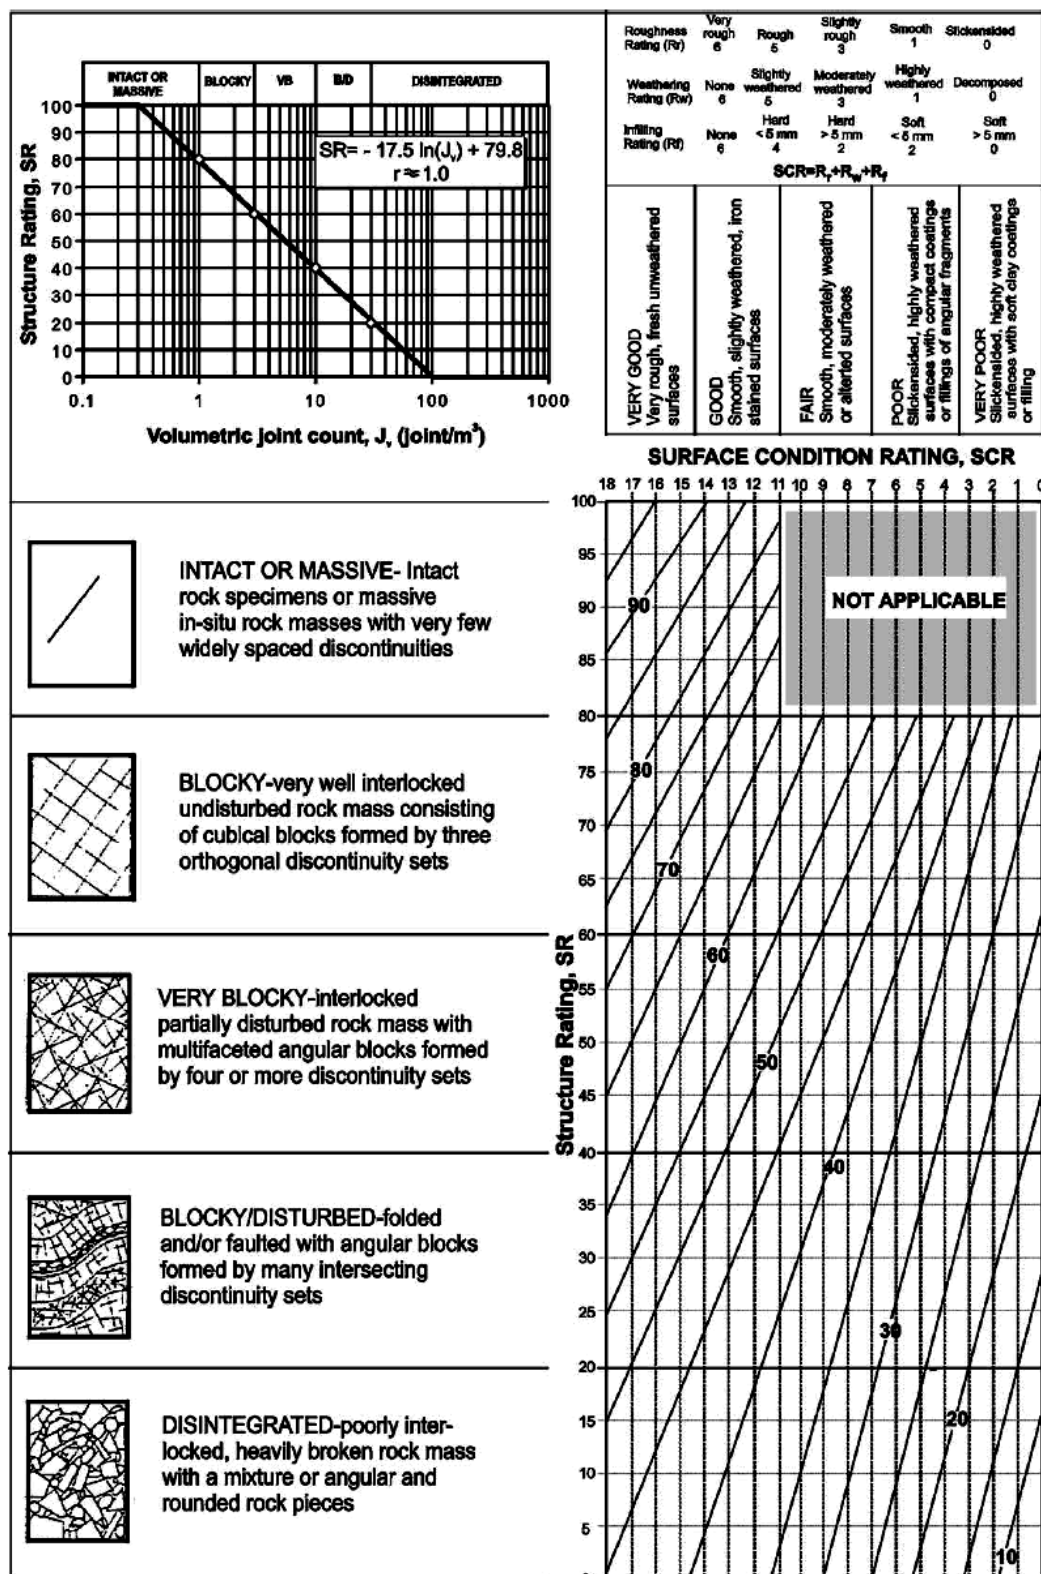 INTACT OR
MASSIVE
BLOCKY
VB
B/D
DISINTEGRATED
100
90
80
70
60
50
40
30
20
10
0
SR= - 17.5 ln(Jv) + 79.8
r ≈ 1.0
Structure Rating, SR
0.1 1 10 100 1000
Volumetric joint count, Jv (joint/m³)
Roughness Rating (Rr) Very rough 6 Rough 5 Slightly rough 3 Smooth 1 Slickensided 0
Weathering Rating (Rw) None 6 Slightly weathered 5 Moderately weathered 3 Highly weathered 1 Decomposed 0
Infilling Rating (Rf) None 6 Hard < 5 mm 4 Hard > 5 mm 2 Soft < 5 mm 2 Soft > 5 mm 0
SCR=Rr+Rw+Rf
VERY GOOD
Very rough, fresh unweathered
surfaces
GOOD
Smooth, slightly weathered, iron
stained surfaces
FAIR
Smooth, moderately weathered
or alterted surfaces
POOR
Slickensided, highly weathered
surfaces with compact coatings
or fillings of angular fragments
VERY POOR
Slickensided, highly weathered
surfaces with soft clay coatings
or filling
SURFACE CONDITION RATING, SCR
18 17 16 15 14 13 12 11 10 9 8 7 6 5 4 3 2 1 0
100
95
90
85
80
75
70
65
60
55
50
45
40
35
30
25
20
15
10
5
Structure Rating, SR
NOT APPLICABLE
90
80
70
60
50
40
30
20
10
INTACT OR MASSIVE- Intact
rock specimens or massive
in-situ rock masses with very few
widely spaced discontinuities
BLOCKY-very well interlocked
undisturbed rock mass consisting
of cubical blocks formed by three
orthogonal discontinuity sets
VERY BLOCKY-interlocked
partially disturbed rock mass with
multifaceted angular blocks formed
by four or more discontinuity sets
BLOCKY/DISTURBED-folded
and/or faulted with angular blocks
formed by many intersecting
discontinuity sets
DISINTEGRATED-poorly inter-
locked, heavily broken rock mass
with a mixture or angular and
rounded rock pieces